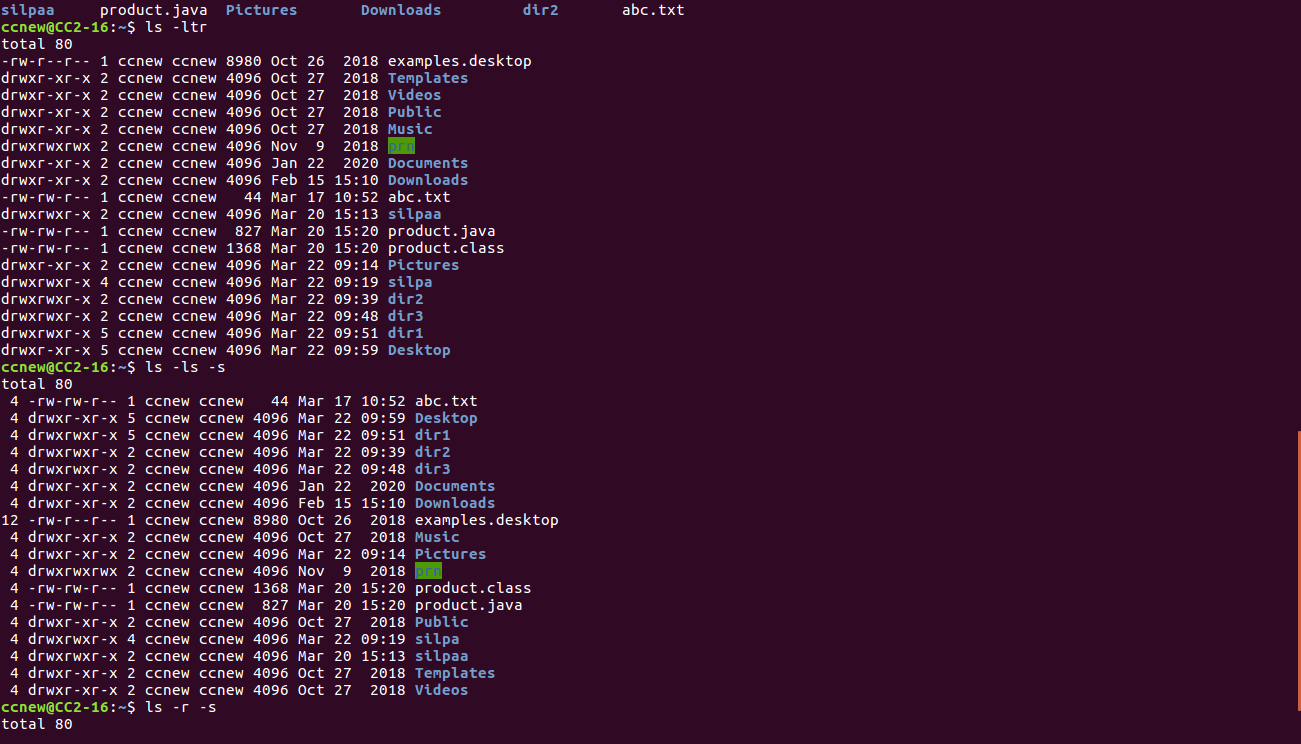 silpaa     product.java  Pictures       Downloads         dir2       abc.txt
ccnew@CC2-16:~$ ls -ltr
total 80
-rw-r--r-- 1 ccnew ccnew 8980 Oct 26  2018 examples.desktop
drwxr-xr-x 2 ccnew ccnew 4096 Oct 27  2018 Templates
drwxr-xr-x 2 ccnew ccnew 4096 Oct 27  2018 Videos
drwxr-xr-x 2 ccnew ccnew 4096 Oct 27  2018 Public
drwxr-xr-x 2 ccnew ccnew 4096 Oct 27  2018 Music
drwxrwxrwx 2 ccnew ccnew 4096 Nov  9  2018 prn
drwxr-xr-x 2 ccnew ccnew 4096 Jan 22  2020 Documents
drwxr-xr-x 2 ccnew ccnew 4096 Feb 15 15:10 Downloads
-rw-rw-r-- 1 ccnew ccnew   44 Mar 17 10:52 abc.txt
drwxrwxr-x 2 ccnew ccnew 4096 Mar 20 15:13 silpaa
-rw-rw-r-- 1 ccnew ccnew  827 Mar 20 15:20 product.java
-rw-rw-r-- 1 ccnew ccnew 1368 Mar 20 15:20 product.class
drwxr-xr-x 2 ccnew ccnew 4096 Mar 22 09:14 Pictures
drwxrwxr-x 4 ccnew ccnew 4096 Mar 22 09:19 silpa
drwxrwxr-x 2 ccnew ccnew 4096 Mar 22 09:39 dir2
drwxrwxr-x 2 ccnew ccnew 4096 Mar 22 09:48 dir3
drwxrwxr-x 5 ccnew ccnew 4096 Mar 22 09:51 dir1
drwxr-xr-x 5 ccnew ccnew 4096 Mar 22 09:59 Desktop
ccnew@CC2-16:~$ ls -ls -s
total 80
 4 -rw-rw-r-- 1 ccnew ccnew   44 Mar 17 10:52 abc.txt
 4 drwxr-xr-x 5 ccnew ccnew 4096 Mar 22 09:59 Desktop
 4 drwxrwxr-x 5 ccnew ccnew 4096 Mar 22 09:51 dir1
 4 drwxrwxr-x 2 ccnew ccnew 4096 Mar 22 09:39 dir2
 4 drwxrwxr-x 2 ccnew ccnew 4096 Mar 22 09:48 dir3
 4 drwxr-xr-x 2 ccnew ccnew 4096 Jan 22  2020 Documents
 4 drwxr-xr-x 2 ccnew ccnew 4096 Feb 15 15:10 Downloads
12 -rw-r--r-- 1 ccnew ccnew 8980 Oct 26  2018 examples.desktop
 4 drwxr-xr-x 2 ccnew ccnew 4096 Oct 27  2018 Music
 4 drwxr-xr-x 2 ccnew ccnew 4096 Mar 22 09:14 Pictures
 4 drwxrwxrwx 2 ccnew ccnew 4096 Nov  9  2018 prn
 4 -rw-rw-r-- 1 ccnew ccnew 1368 Mar 20 15:20 product.class
 4 -rw-rw-r-- 1 ccnew ccnew  827 Mar 20 15:20 product.java
 4 drwxr-xr-x 2 ccnew ccnew 4096 Oct 27  2018 Public
 4 drwxrwxr-x 4 ccnew ccnew 4096 Mar 22 09:19 silpa
 4 drwxrwxr-x 2 ccnew ccnew 4096 Mar 20 15:13 silpaa
 4 drwxr-xr-x 2 ccnew ccnew 4096 Oct 27  2018 Templates
 4 drwxr-xr-x 2 ccnew ccnew 4096 Oct 27  2018 Videos
ccnew@CC2-16:~$ ls -r -s
total 80